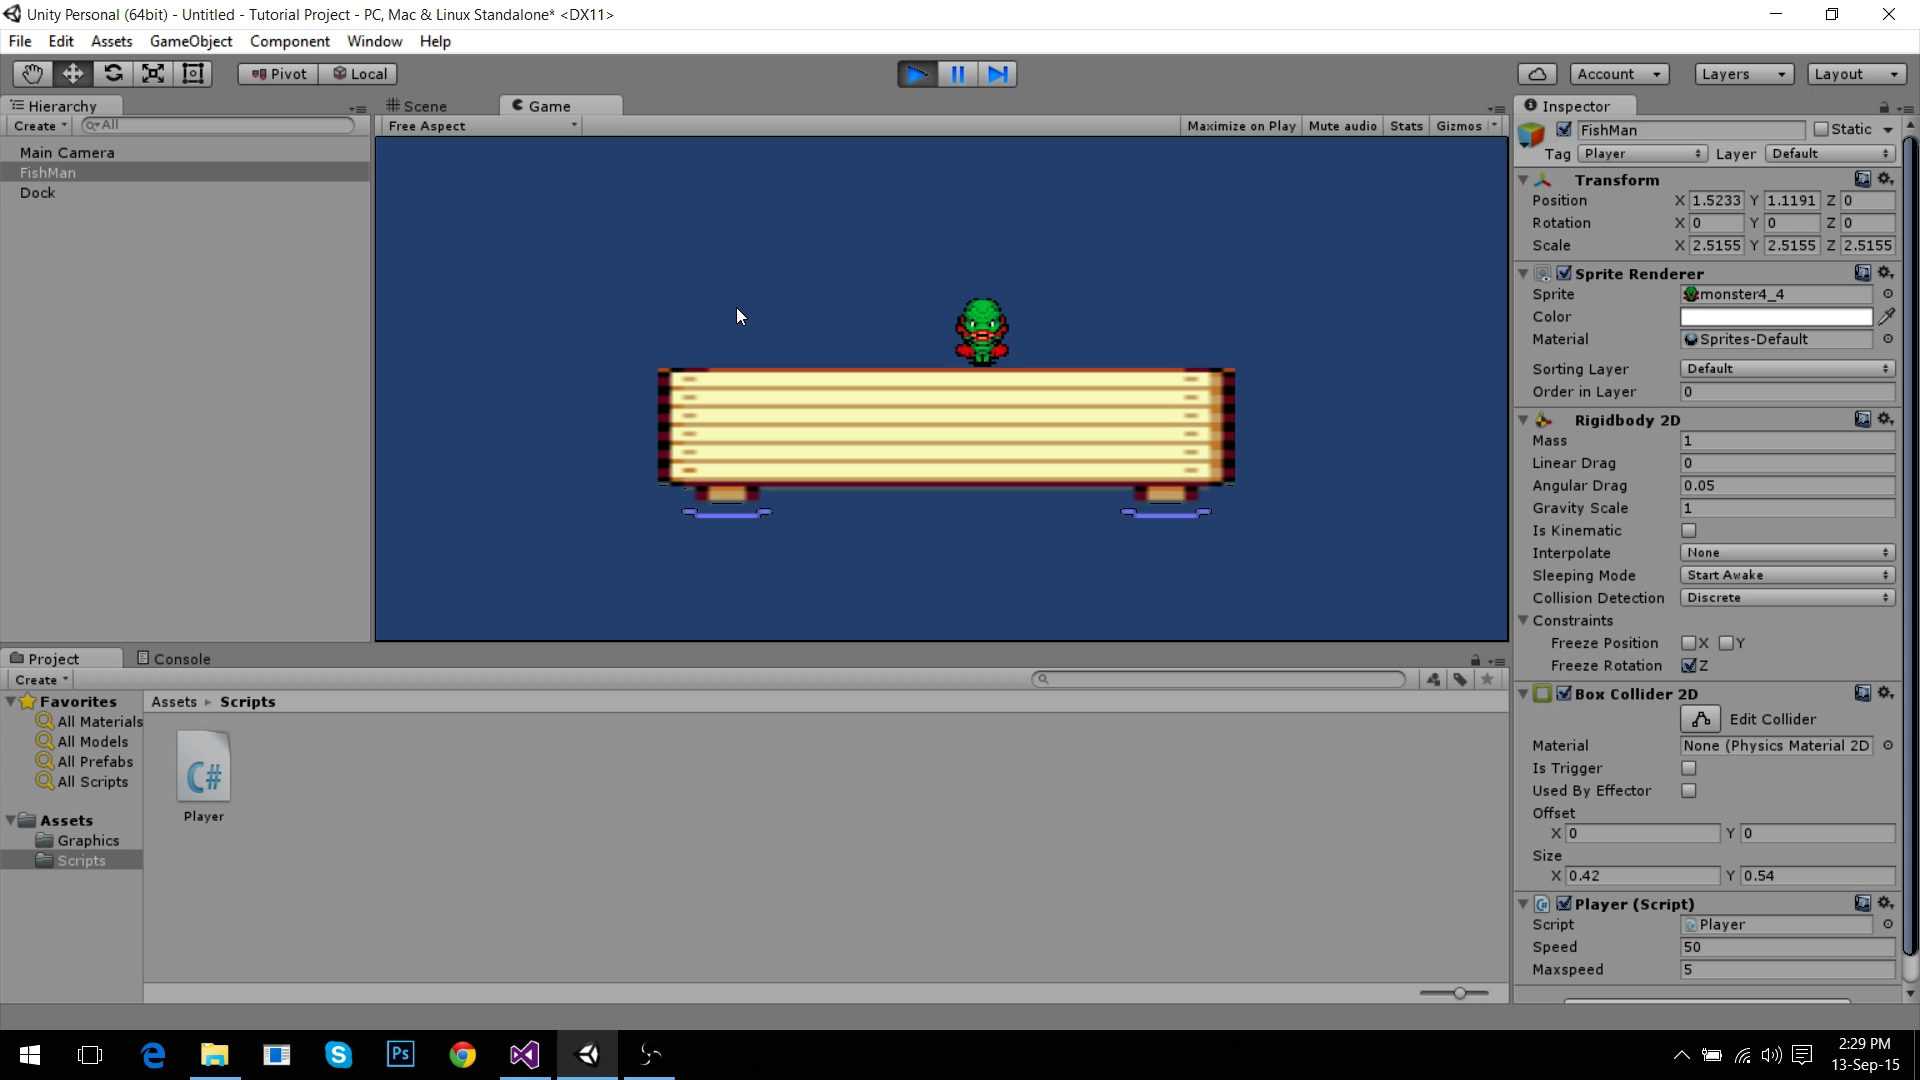 Unity Personal (64bit) - Untitled - Tutorial Project - PC, Mac & Linux Standalone* <DX11>
File Edit Assets GameObject Component Window Help
Pivot Local Account Layers Layout
Hierarchy Scene Game Inspector
Create All Free Aspect Maximize on Play Mute audio Stats Gizmos
FishMan Static
Main Camera
FishMan
Dock
Tag Player Layer Default
Transform
Position X 1.5233 Y 1.1191 Z 0
Rotation X 0 Y 0 Z 0
Scale X 2.5155 Y 2.5155 Z 2.5155
Sprite Renderer
Sprite monster4_4
Color
Material Sprites-Default
Sorting Layer Default
Order in Layer 0
Rigidbody 2D
Mass 1
Linear Drag 0
Angular Drag 0.05
Gravity Scale 1
Is Kinematic
Interpolate None
Sleeping Mode Start Awake
Collision Detection Discrete
Constraints
Freeze Position X Y
Freeze Rotation Z
Box Collider 2D
Edit Collider
Material None (Physics Material 2D
Is Trigger
Used By Effector
Offset
X 0 Y 0
Size
X 0.42 Y 0.54
Player (Script)
Script Player
Speed 50
Maxspeed 5
Project Console
Create
Favorites
All Materials
All Models
All Prefabs
All Scripts
Assets
Graphics
Scripts
Assets Scripts
C#
Player
Ps
2:29 PM
13-Sep-15